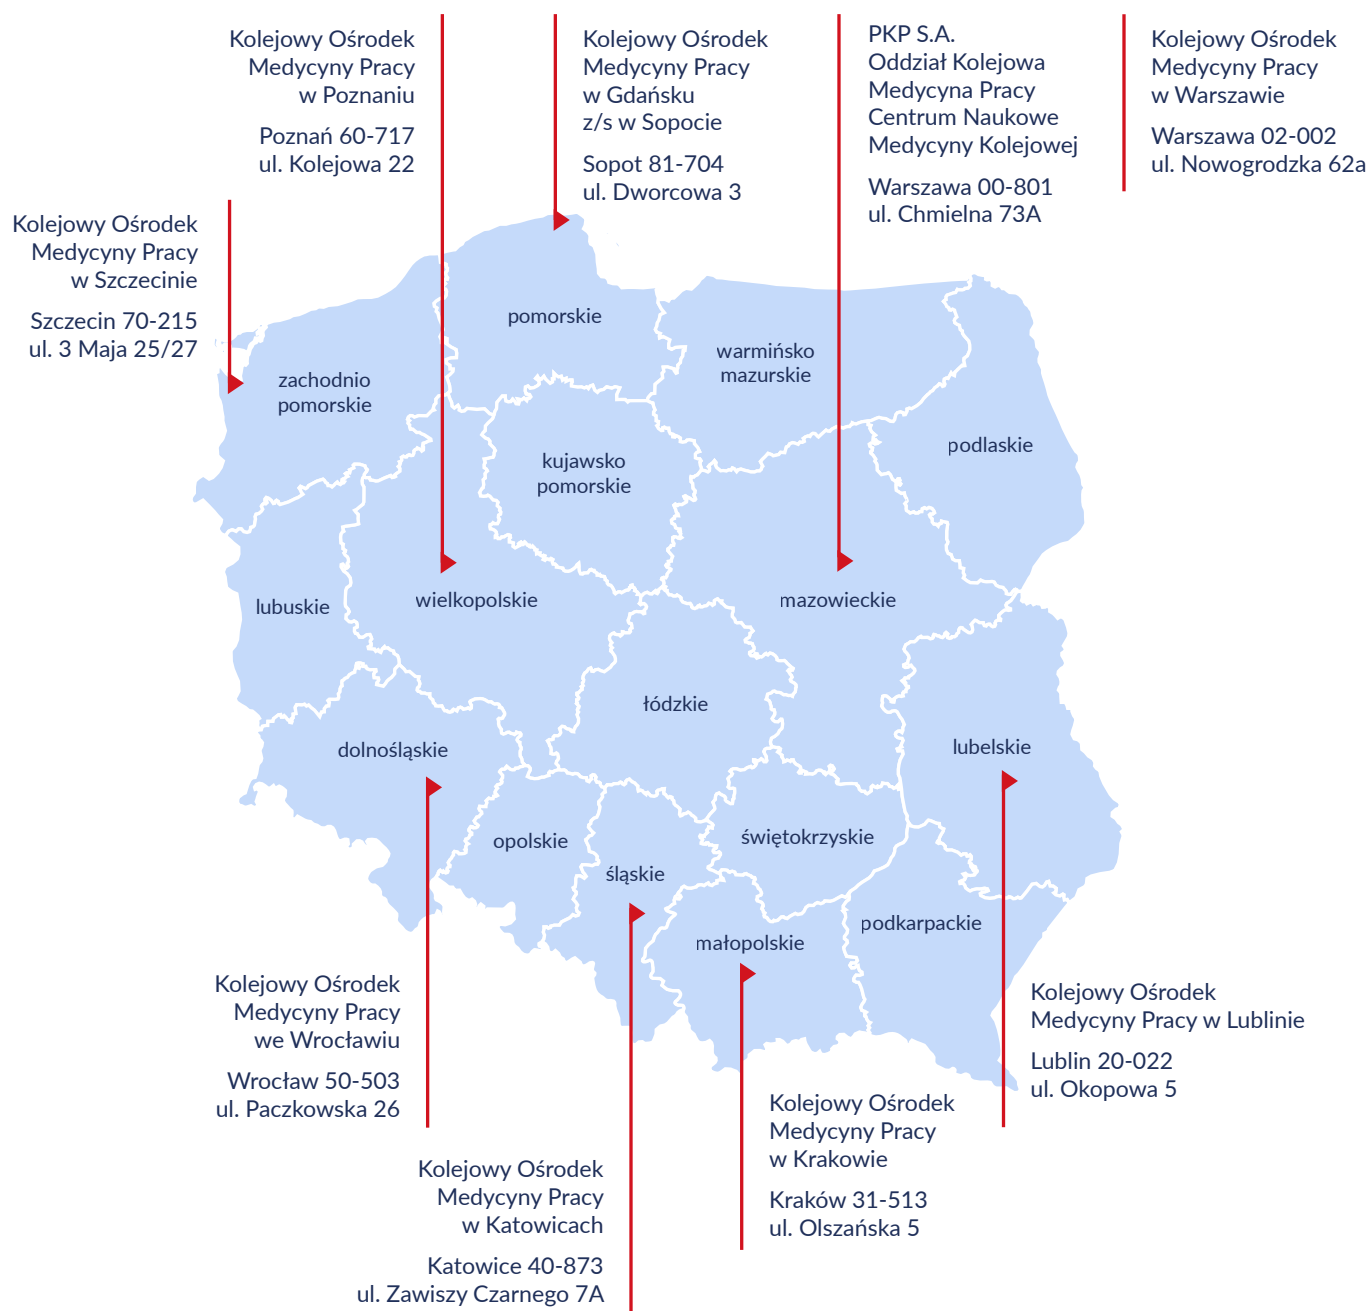 Kolejowy Ośrodek
Medycyny Pracy
w Poznaniu
Poznań 60-717
ul. Kolejowa 22
Kolejowy Ośrodek
Medycyny Pracy
w Gdańsku
z/s w Sopocie
Sopot 81-704
ul. Dworcowa 3
PKP S.A.
Oddział Kolejowa
Medycyna Pracy
Centrum Naukowe
Medycyny Kolejowej
Warszawa 00-801
ul. Chmielna 73A
Kolejowy Ośrodek
Medycyny Pracy
w Warszawie
Warszawa 02-002
ul. Nowogrodzka 62a
Kolejowy Ośrodek
Medycyny Pracy
w Szczecinie
Szczecin 70-215
ul. 3 Maja 25/27
pomorskie
warmińsko
mazurskie
zachodnio
pomorskie
podlaskie
kujawsko
pomorskie
lubuskie
wielkopolskie
mazowieckie
łódzkie
dolnośląskie
lubelskie
opolskie
świętokrzyskie
śląskie
małopolskie
podkarpackie
Kolejowy Ośrodek
Medycyny Pracy
we Wrocławiu
Wrocław 50-503
ul. Paczkowska 26
Kolejowy Ośrodek
Medycyny Pracy w Lublinie
Lublin 20-022
ul. Okopowa 5
Kolejowy Ośrodek
Medycyny Pracy
w Krakowie
Kraków 31-513
ul. Olszańska 5
Kolejowy Ośrodek
Medycyny Pracy
w Katowicach
Katowice 40-873
ul. Zawiszy Czarnego 7A